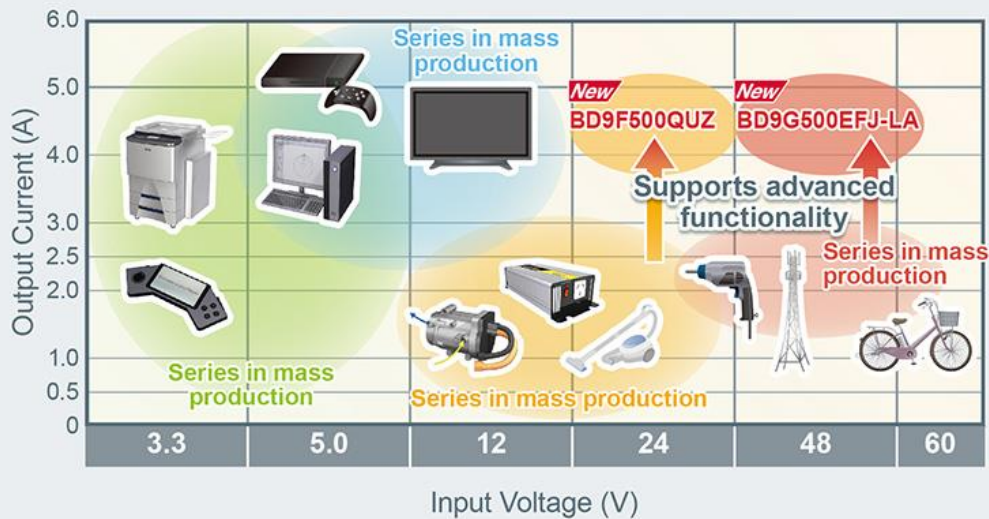 Output Current (A)
6.0
5.0
4.0
3.0
2.5
2.0
1.0
0.5
0
Series in mass
production
New
BD9F500QUZ
New
BD9G500EFJ-LA
Supports advanced
functionality
Series in mass
production
Series in mass
production
Series in mass production
3.3
5.0
12
24
48
60
Input Voltage (V)